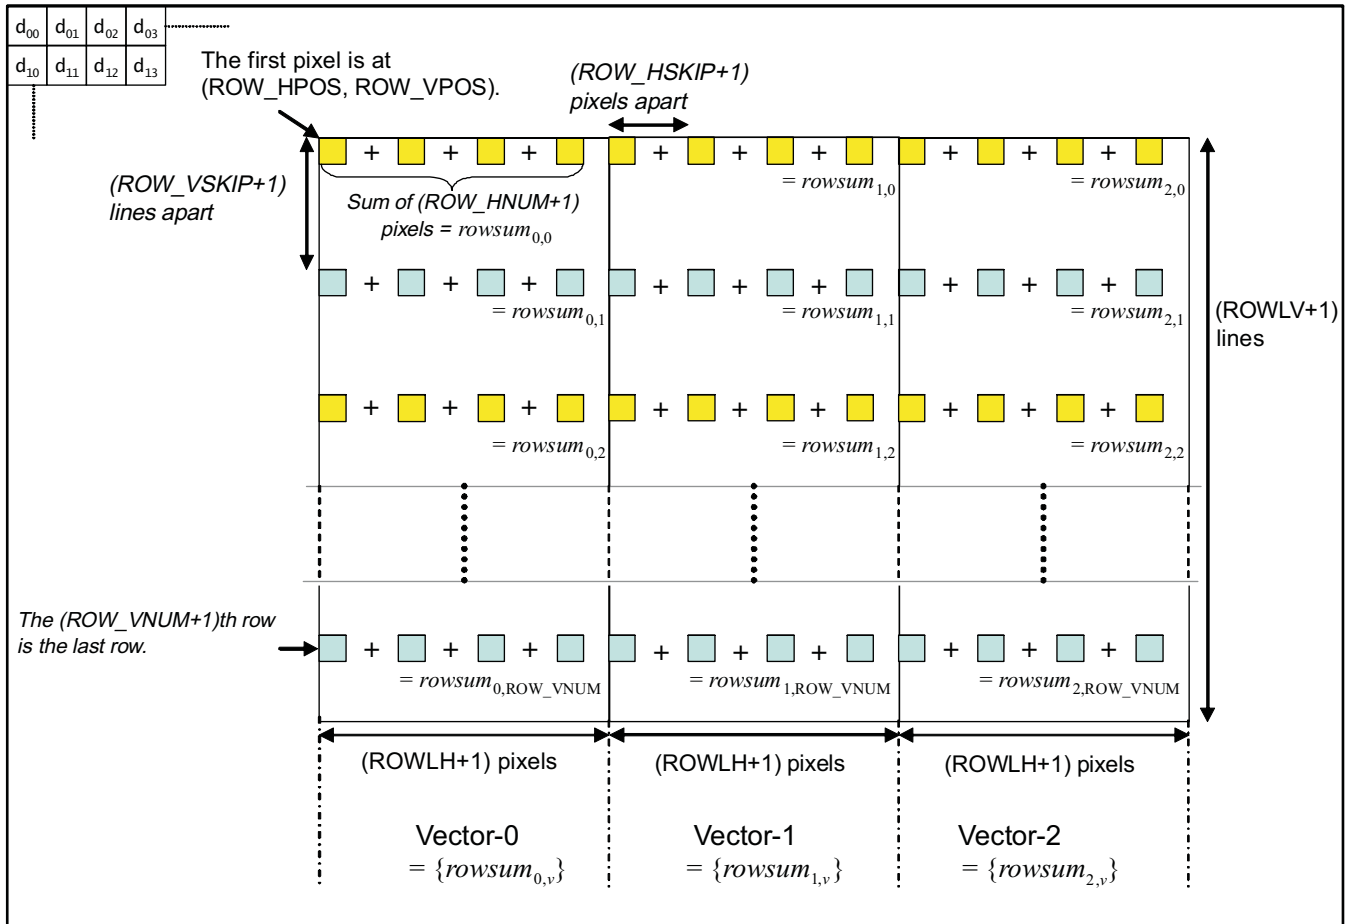 d00 d01 d02 d03
d10 d11 d12 d13
The first pixel is at
(ROW_HPOS, ROW_VPOS).
(ROW_HSKIP+1)
pixels apart
+ + + + + + + + +
(ROW_VSKIP+1)
lines apart
Sum of (ROW_HNUM+1)
pixels = rowsum0,0
= rowsum1,0
= rowsum2,0
+ + + + + + + + +
= rowsum0,1
= rowsum1,1
= rowsum2,1
(ROWLV+1)
lines
+ + + + + + + + +
= rowsum0,2
= rowsum1,2
= rowsum2,2
The (ROW_VNUM+1)th row
is the last row.
+ + + + + + + + +
= rowsum0,ROW_VNUM
= rowsum1,ROW_VNUM
= rowsum2,ROW_VNUM
(ROWLH+1) pixels
(ROWLH+1) pixels
(ROWLH+1) pixels
Vector-0
= {rowsum0,v}
Vector-1
= {rowsum1,v}
Vector-2
= {rowsum2,v}